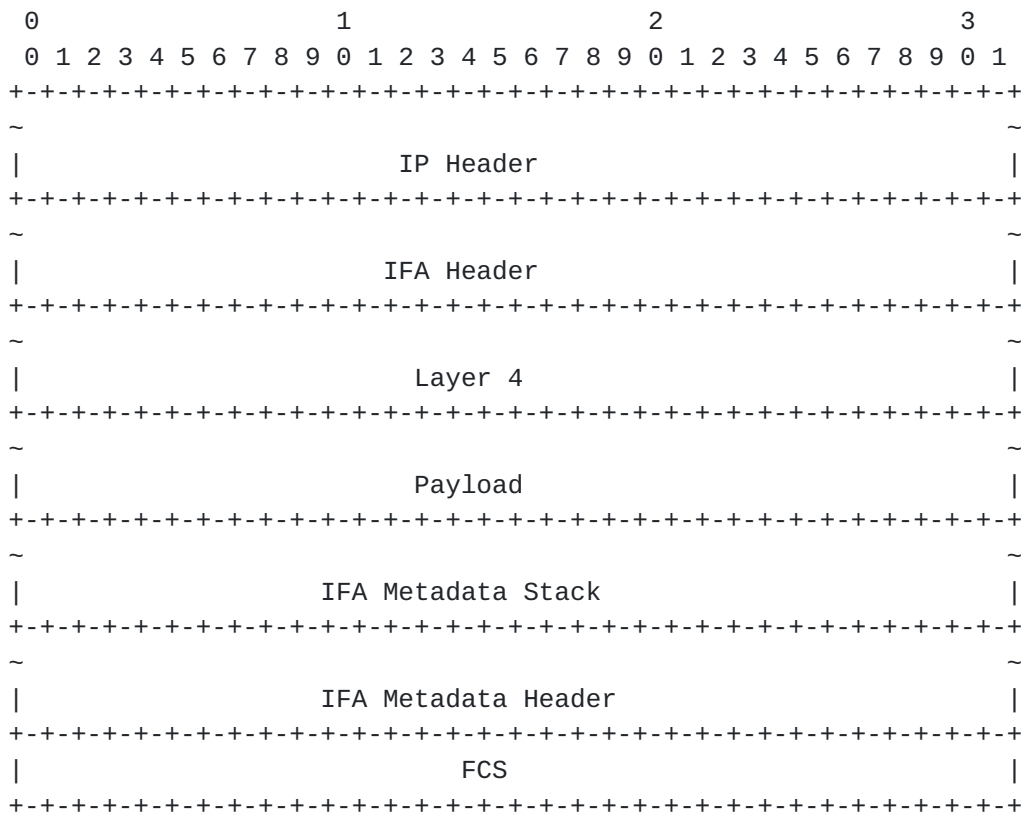 0                   1                   2                   3
 0 1 2 3 4 5 6 7 8 9 0 1 2 3 4 5 6 7 8 9 0 1 2 3 4 5 6 7 8 9 0 1
+-+-+-+-+-+-+-+-+-+-+-+-+-+-+-+-+-+-+-+-+-+-+-+-+-+-+-+-+-+-+-+-+
~                                                               ~
|                        IP Header                              |
+-+-+-+-+-+-+-+-+-+-+-+-+-+-+-+-+-+-+-+-+-+-+-+-+-+-+-+-+-+-+-+-+
~                                                               ~
|                       IFA Header                              |
+-+-+-+-+-+-+-+-+-+-+-+-+-+-+-+-+-+-+-+-+-+-+-+-+-+-+-+-+-+-+-+-+
~                                                               ~
|                         Layer 4                               |
+-+-+-+-+-+-+-+-+-+-+-+-+-+-+-+-+-+-+-+-+-+-+-+-+-+-+-+-+-+-+-+-+
~                                                               ~
|                         Payload                               |
+-+-+-+-+-+-+-+-+-+-+-+-+-+-+-+-+-+-+-+-+-+-+-+-+-+-+-+-+-+-+-+-+
~                                                               ~
|                   IFA Metadata Stack                          |
+-+-+-+-+-+-+-+-+-+-+-+-+-+-+-+-+-+-+-+-+-+-+-+-+-+-+-+-+-+-+-+-+
~                                                               ~
|                   IFA Metadata Header                         |
+-+-+-+-+-+-+-+-+-+-+-+-+-+-+-+-+-+-+-+-+-+-+-+-+-+-+-+-+-+-+-+-+
|                            FCS                                |
+-+-+-+-+-+-+-+-+-+-+-+-+-+-+-+-+-+-+-+-+-+-+-+-+-+-+-+-+-+-+-+-+